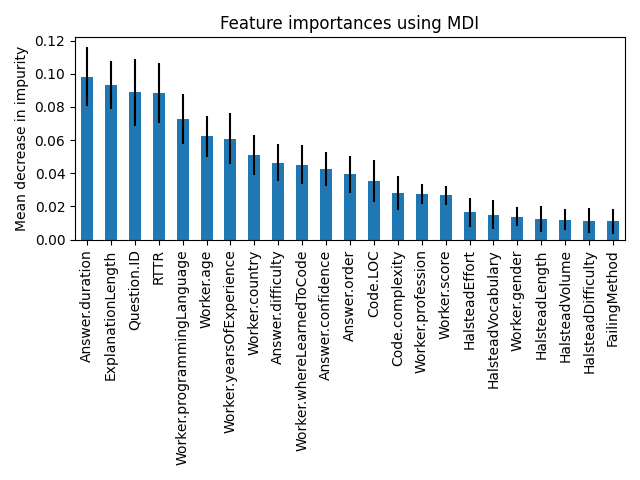 Feature importances using MDI
Mean decrease in impurity
0.12
0.10
0.08
0.06
0.04
0.02
0.00
Answer.duration
ExplanationLength
Question.ID
RTTR
Worker.programmingLanguage
Worker.age
Worker.yearsOfExperience
Worker.country
Answer.difficulty
Worker.whereLearnedToCode
Answer.confidence
Answer.order
Code.LOC
Code.complexity
Worker.profession
Worker.score
HalsteadEffort
HalsteadVocabulary
Worker.gender
HalsteadLength
HalsteadVolume
HalsteadDifficulty
FailingMethod